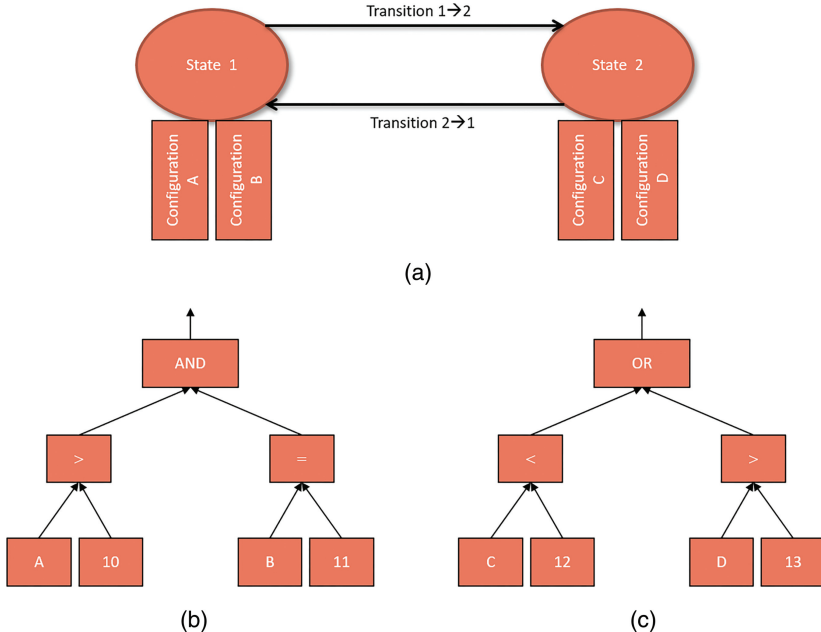 Transition 1→2
State 1
State 2
Transition 2→1
Configuration
A
Configuration
B
Configuration
C
Configuration
D
(a)
AND
OR
>
=
<
>
A
10
B
11
C
12
D
13
(b)
(c)